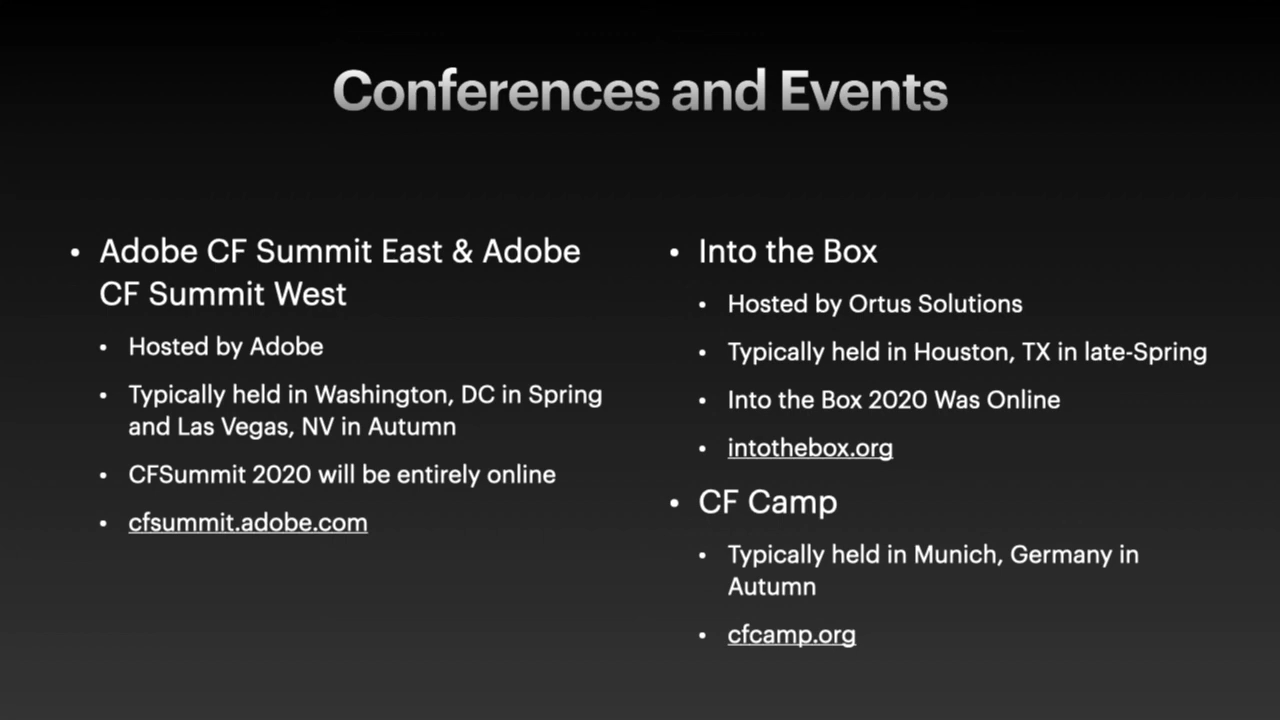 Conferences and Events
• Adobe CF Summit East & Adobe
CF Summit West
• Hosted by Adobe
• Typically held in Washington, DC in Spring
and Las Vegas, NV in Autumn
• CFSummit 2020 will be entirely online
• cfsummit.adobe.com
• Into the Box
• Hosted by Ortus Solutions
• Typically held in Houston, TX in late-Spring
• Into the Box 2020 Was Online
• intothebox.org
• CF Camp
• Typically held in Munich, Germany in
Autumn
• cfcamp.org